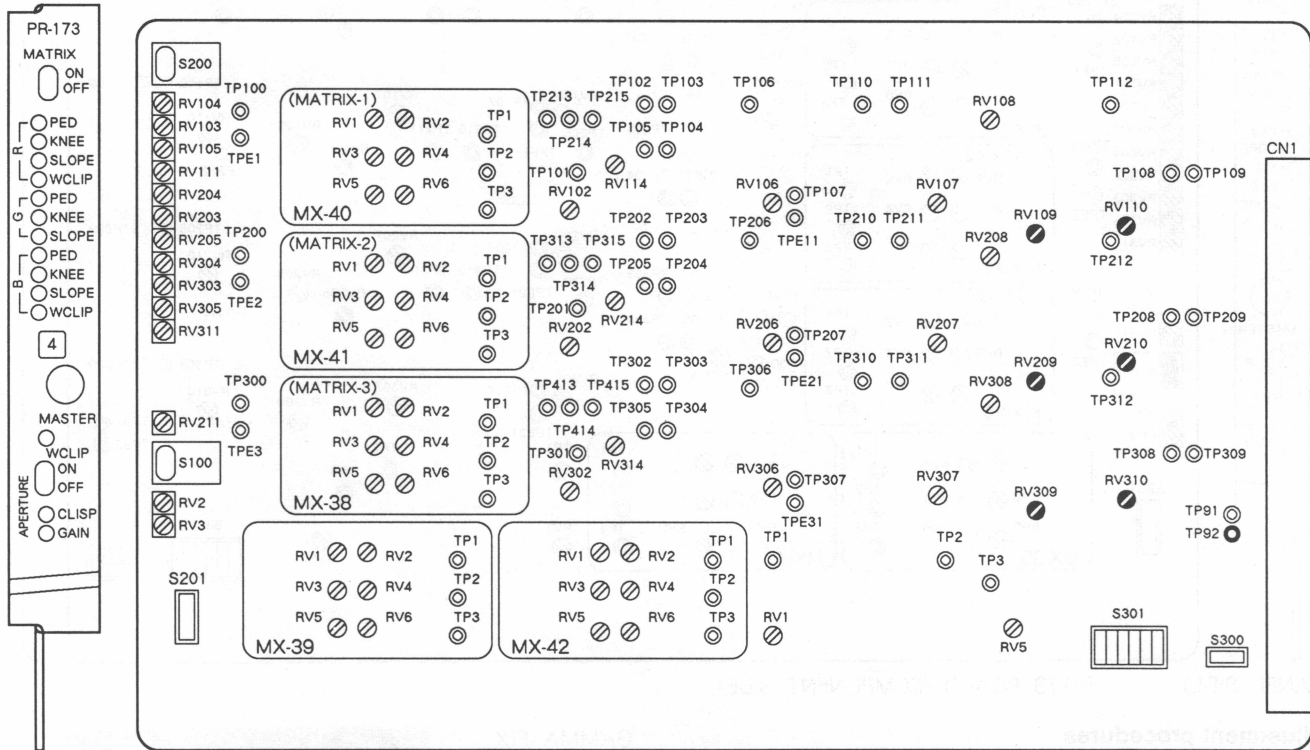 PR-173
MATRIX
ON
OFF
R
PED
KNEE
SLOPE
WCLIP
G
PED
KNEE
SLOPE
B
PED
KNEE
SLOPE
WCLIP
4
MASTER
WCLIP
APERTURE
ON
OFF
CLISP
GAIN
S200
RV104
RV103
RV105
RV111
RV204
RV203
RV205
RV304
RV303
RV305
RV311
RV211
S100
RV2
RV3
S201
TP100
TPE1
TP200
TPE2
TP300
TPE3
(MATRIX-1)
RV1 RV2 TP1
RV3 RV4 TP2
RV5 RV6 TP3
MX-40
(MATRIX-2)
RV1 RV2 TP1
RV3 RV4 TP2
RV5 RV6 TP3
MX-41
(MATRIX-3)
RV1 RV2 TP1
RV3 RV4 TP2
RV5 RV6 TP3
MX-38
RV1 RV2 TP1
RV3 RV4 TP2
RV5 RV6 TP3
MX-39
RV1 RV2 TP1
RV3 RV4 TP2
RV5 RV6 TP3
MX-42
TP102 TP103 TP106 TP110 TP111 TP112
TP213 TP215 RV108
TP105 TP104
TP214
TP101 RV114
RV102
TP108 TP109
RV106 TP107 RV107
RV109 RV110
TP202 TP203 TP206 TPE11 TP210 TP211
RV208 TP212
TP313 TP315
TP205 TP204
TP314
TP201 RV214
RV202
TP208 TP209
RV206 TP207 RV207
RV209 RV210
TP302 TP303 TP306 TPE21 TP310 TP311
RV308 TP312
TP413 TP415
TP305 TP304
TP414
TP301 RV314
RV302
TP308 TP309
RV306 TP307 RV307
RV309 RV310
TPE31
TP91
TP92
TP1 TP2
TP3
RV1
RV5
S301
S300
CN1